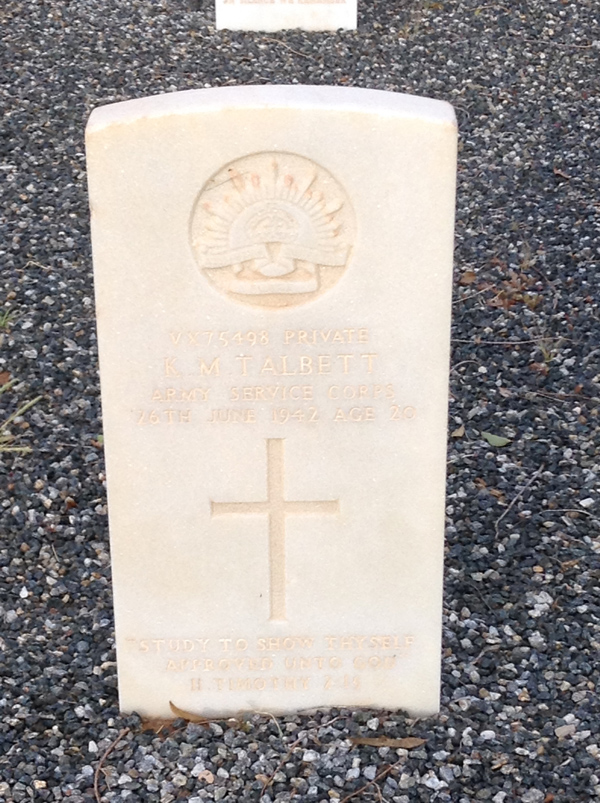 VX75498 PRIVATE
K. M. TALBETT
ARMY SERVICE CORPS
26TH JUNE 1942 AGE 20
"STUDY TO SHOW THYSELF
APPROVED UNTO GOD"
II TIMOTHY 2.15